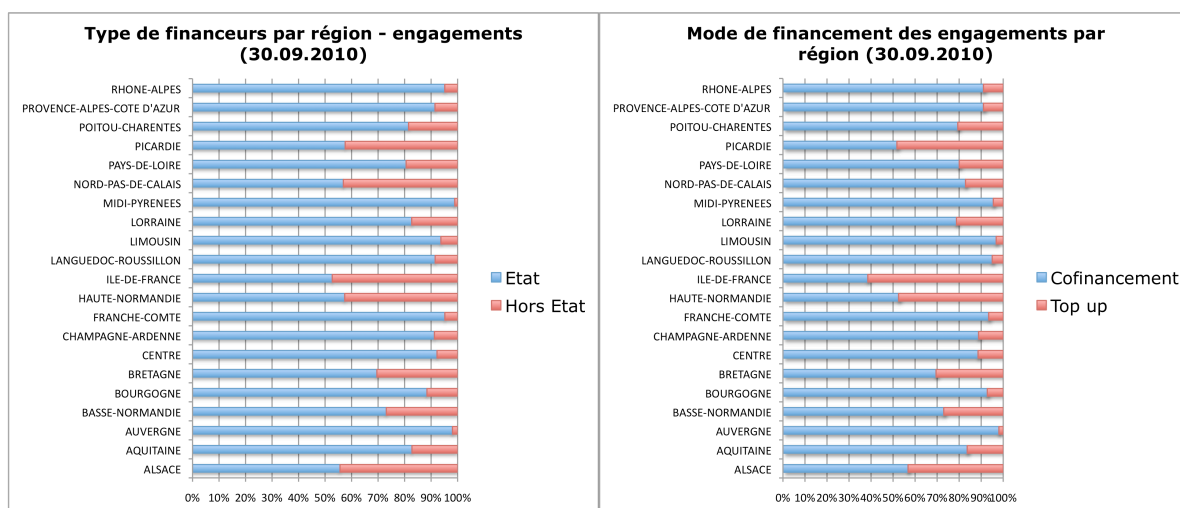 Type de financeurs par région - engagements
(30.09.2010)
RHONE-ALPES
PROVENCE-ALPES-COTE D'AZUR
POITOU-CHARENTES
PICARDIE
PAYS-DE-LOIRE
NORD-PAS-DE-CALAIS
MIDI-PYRENEES
LORRAINE
LIMOUSIN
LANGUEDOC-ROUSSILLON
ILE-DE-FRANCE
HAUTE-NORMANDIE
FRANCHE-COMTE
CHAMPAGNE-ARDENNE
CENTRE
BRETAGNE
BOURGOGNE
BASSE-NORMANDIE
AUVERGNE
AQUITAINE
ALSACE
0% 10% 20% 30% 40% 50% 60% 70% 80% 90% 100%
Etat
Hors Etat
Mode de financement des engagements par
région (30.09.2010)
RHONE-ALPES
PROVENCE-ALPES-COTE D'AZUR
POITOU-CHARENTES
PICARDIE
PAYS-DE-LOIRE
NORD-PAS-DE-CALAIS
MIDI-PYRENEES
LORRAINE
LIMOUSIN
LANGUEDOC-ROUSSILLON
ILE-DE-FRANCE
HAUTE-NORMANDIE
FRANCHE-COMTE
CHAMPAGNE-ARDENNE
CENTRE
BRETAGNE
BOURGOGNE
BASSE-NORMANDIE
AUVERGNE
AQUITAINE
ALSACE
0% 10% 20% 30% 40% 50% 60% 70% 80% 90% 100%
Cofinancement
Top up